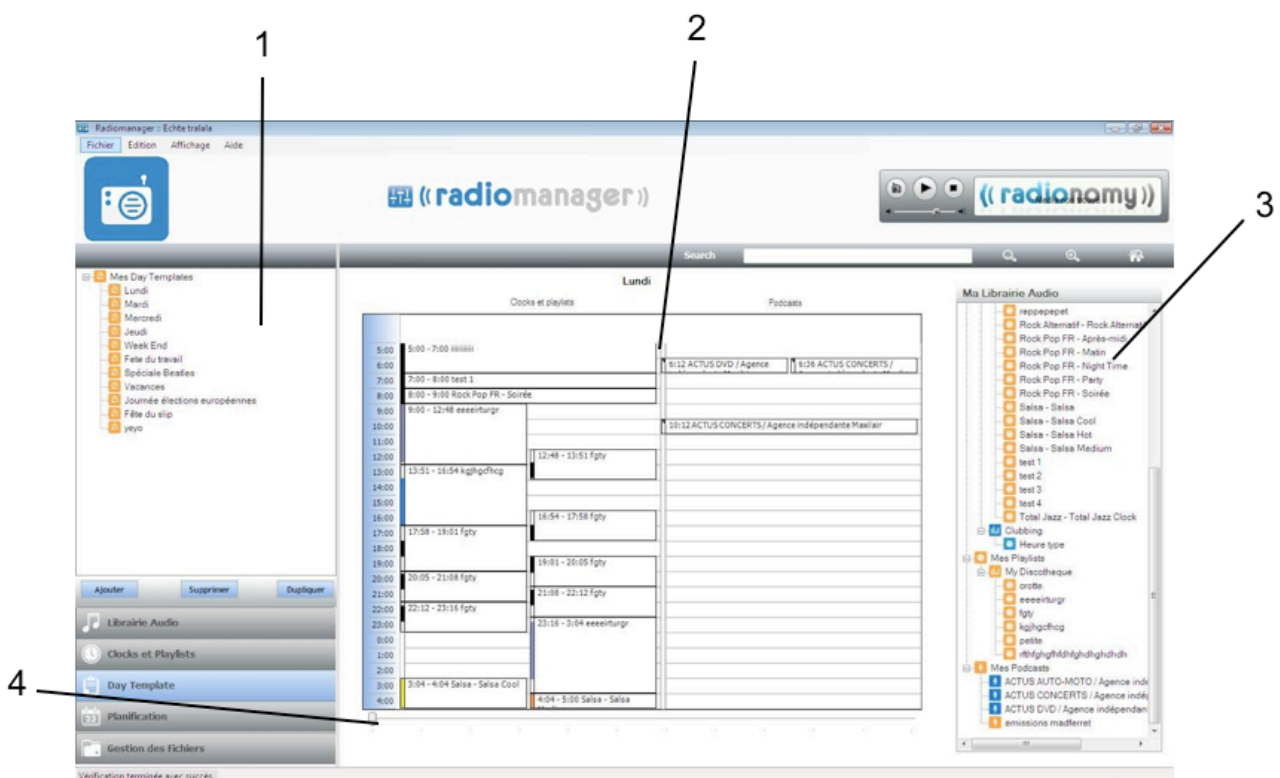 1
2
3
4
Radiomanager :: Echte tralala
Fichier Edition Affichage Aide
((radiomanager))
((radionomy))
Search
Mes Day Templates
Lundi
Mardi
Mercredi
Jeudi
Week End
Fete du travail
Spéciale Beatles
Vacances
Journée élections européennes
Fête du slip
yeyo
Ajouter Supprimer Dupliquer
Librairie Audio
Clocks et Playlists
Day Template
Planification
Gestion des Fichiers
Vérification terminée avec succès.
Lundi
Clocks et playlists Podcasts
5:00
6:00
7:00
8:00
9:00
10:00
11:00
12:00
13:00
14:00
15:00
16:00
17:00
18:00
19:00
20:00
21:00
22:00
23:00
0:00
1:00
2:00
3:00
4:00
5:00 - 7:00
7:00 - 8:00 test 1
8:00 - 9:00 Rock Pop FR - Soirée
9:00 - 12:48 eeeeirturgr
12:48 - 13:51 fgty
13:51 - 16:54 kgjhgcfhcg
16:54 - 17:58 fgty
17:58 - 19:01 fgty
19:01 - 20:05 fgty
20:05 - 21:08 fgty
21:08 - 22:12 fgty
22:12 - 23:16 fgty
23:16 - 3:04 eeeeirturgr
3:04 - 4:04 Salsa - Salsa Cool
4:04 - 5:00 Salsa - Salsa
6:12 ACTUS DVD / Agence
6:36 ACTUS CONCERTS /
10:12 ACTUS CONCERTS / Agence indépendante Maxilair
Ma Librairie Audio
reppepepet
Rock Alternatif - Rock Alternatif
Rock Pop FR - Après-midi
Rock Pop FR - Matin
Rock Pop FR - Night Time
Rock Pop FR - Party
Rock Pop FR - Soirée
Salsa - Salsa
Salsa - Salsa Cool
Salsa - Salsa Hot
Salsa - Salsa Medium
test 1
test 2
test 3
test 4
Total Jazz - Total Jazz Clock
Clubbing
Heure type
Mes Playlists
My Discotheque
crotte
eeeeirturgr
fgty
kgjhgcfhcg
petite
Mes Podcasts
ACTUS AUTO-MOTO / Agence indé
ACTUS CONCERTS / Agence indép
ACTUS DVD / Agence indépendan
emissions madferret